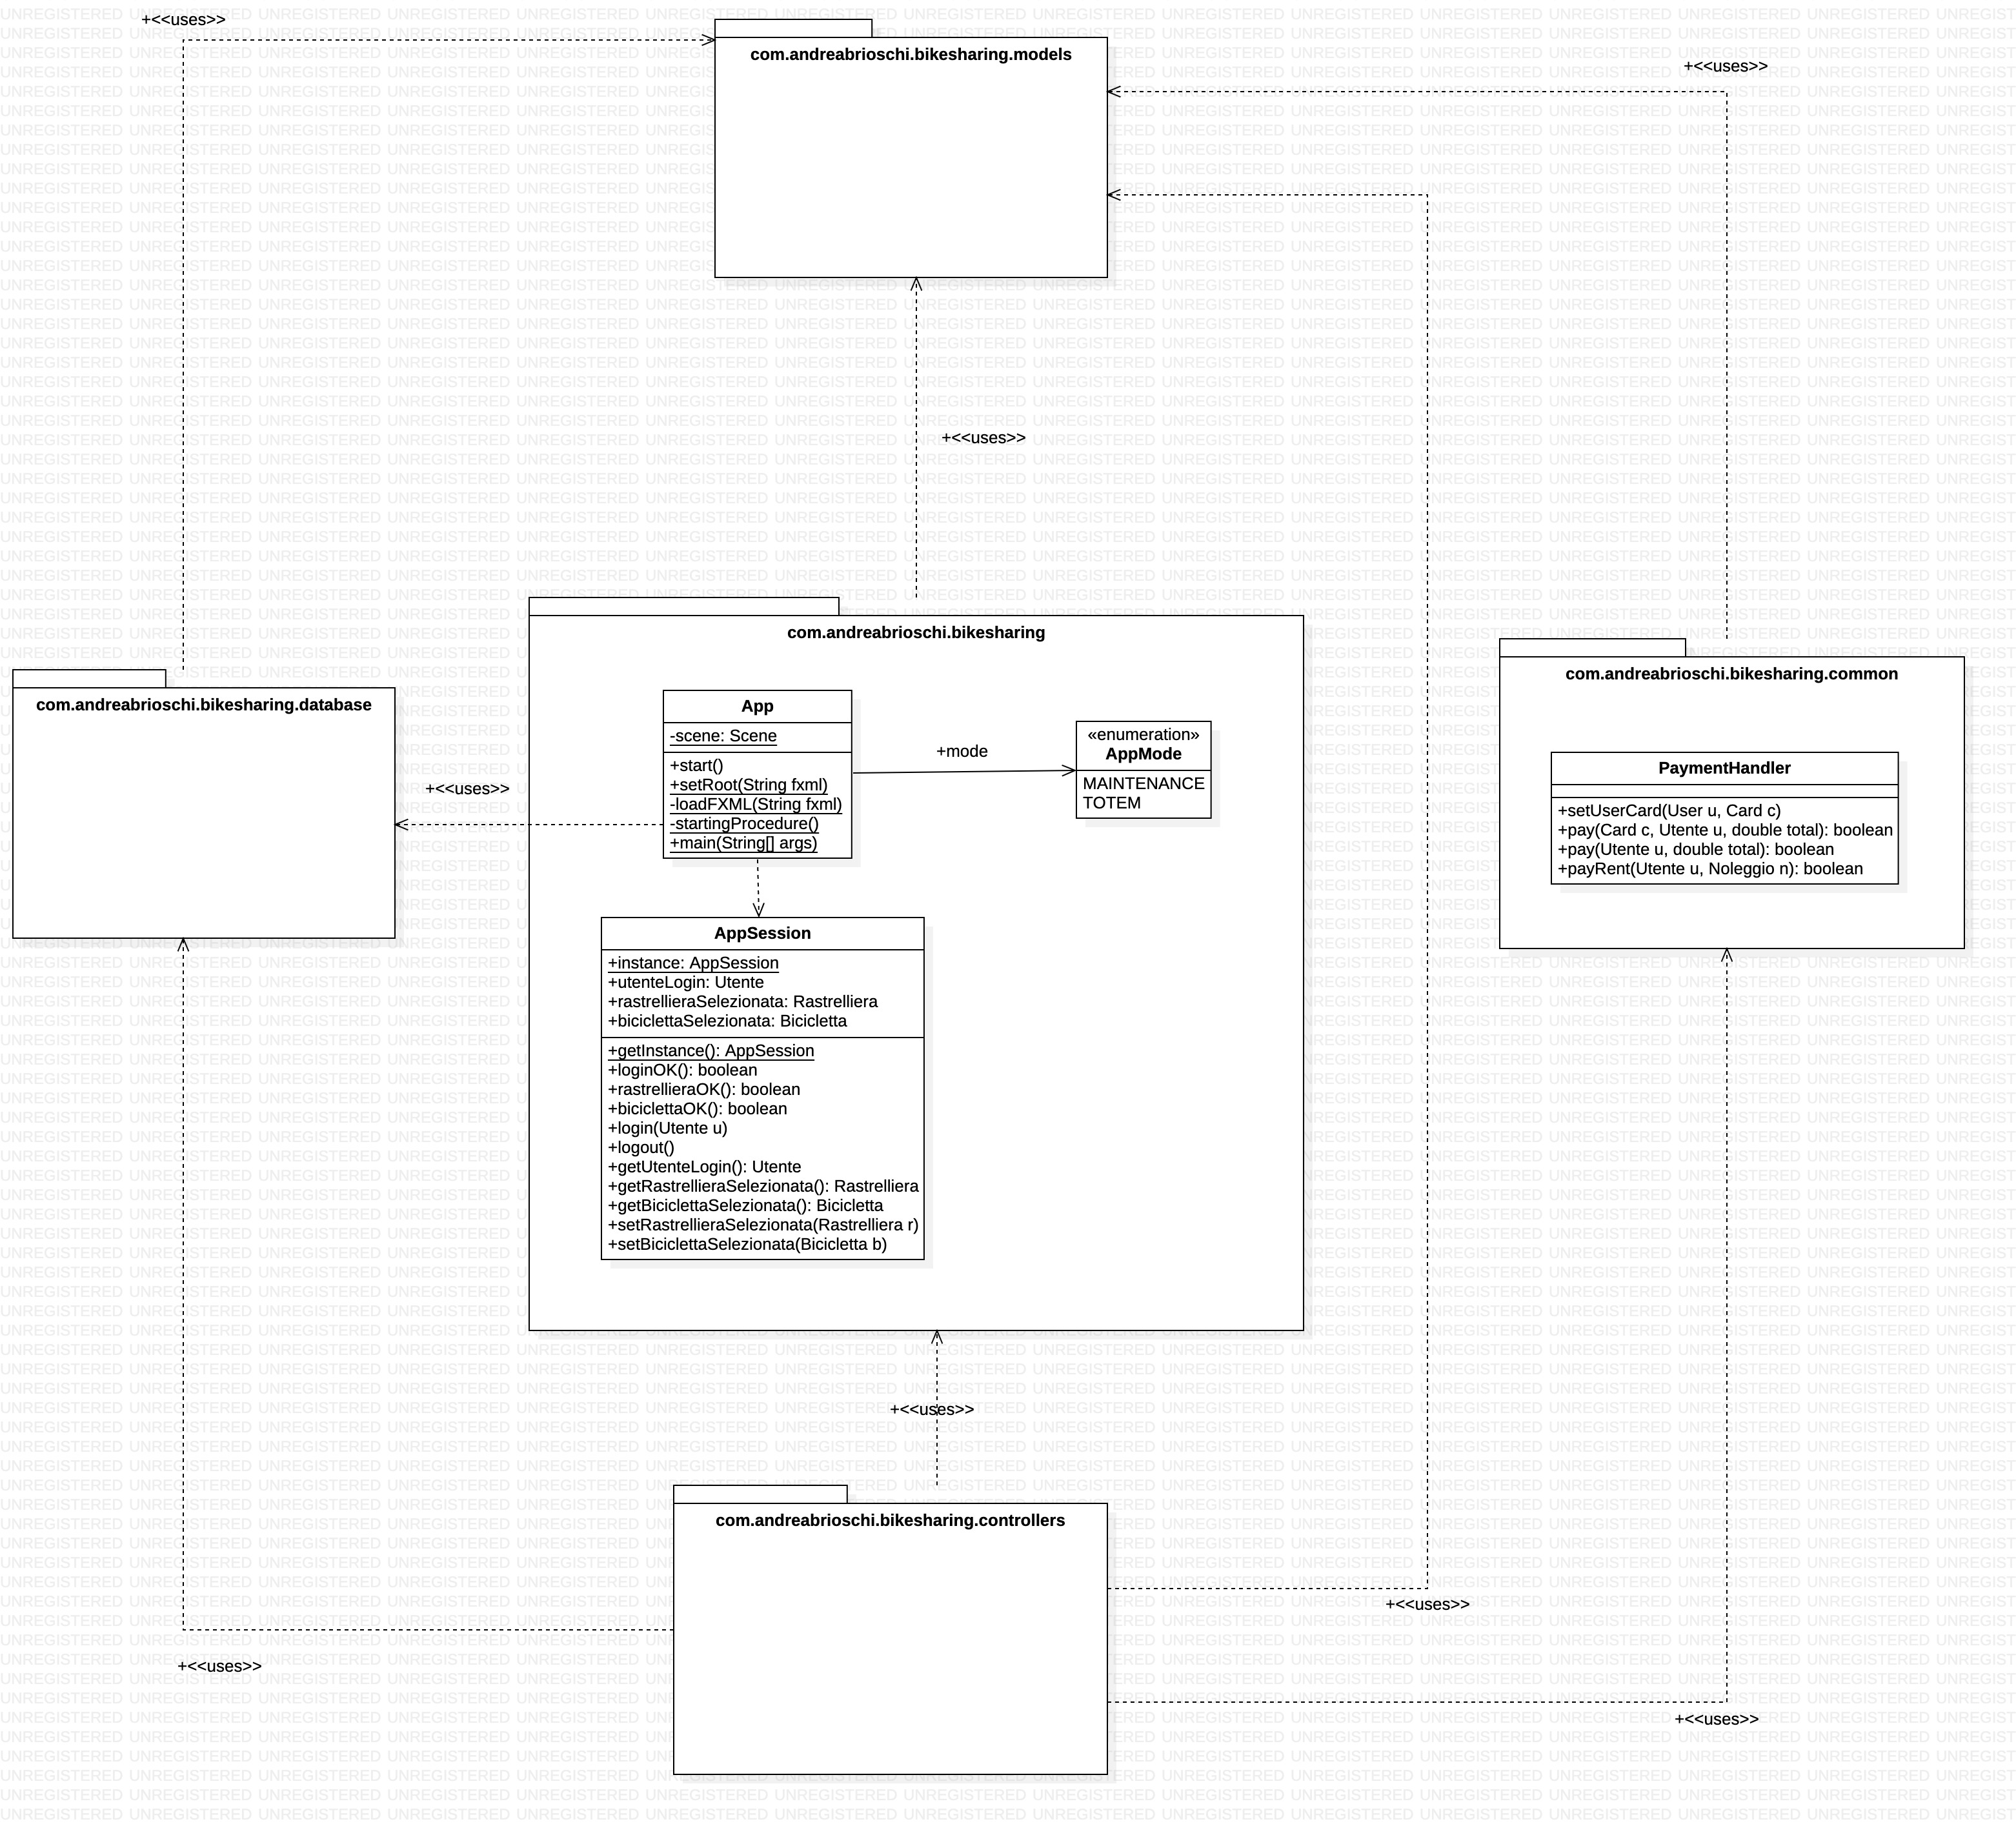 +<<uses>>
com.andreabrioschi.bikesharing.models
+<<uses>>
+<<uses>>
com.andreabrioschi.bikesharing
com.andreabrioschi.bikesharing.database
com.andreabrioschi.bikesharing.common
App
-scene: Scene
+start()
+setRoot(String fxml)
-loadFXML(String fxml)
-startingProcedure()
+main(String[] args)
+mode
«enumeration»
AppMode
MAINTENANCE
TOTEM
+<<uses>>
PaymentHandler
+setUserCard(User u, Card c)
+pay(Card c, Utente u, double total): boolean
+pay(Utente u, double total): boolean
+payRent(Utente u, Noleggio n): boolean
AppSession
+instance: AppSession
+utenteLogin: Utente
+rastrellieraSelezionata: Rastrelliera
+biciclettaSelezionata: Bicicletta
+getInstance(): AppSession
+loginOK(): boolean
+rastrellieraOK(): boolean
+biciclettaOK(): boolean
+login(Utente u)
+logout()
+getUtenteLogin(): Utente
+getRastrellieraSelezionata(): Rastrelliera
+getBiciclettaSelezionata(): Bicicletta
+setRastrellieraSelezionata(Rastrelliera r)
+setBiciclettaSelezionata(Bicicletta b)
+<<uses>>
com.andreabrioschi.bikesharing.controllers
+<<uses>>
+<<uses>>
+<<uses>>
UNREGISTERED